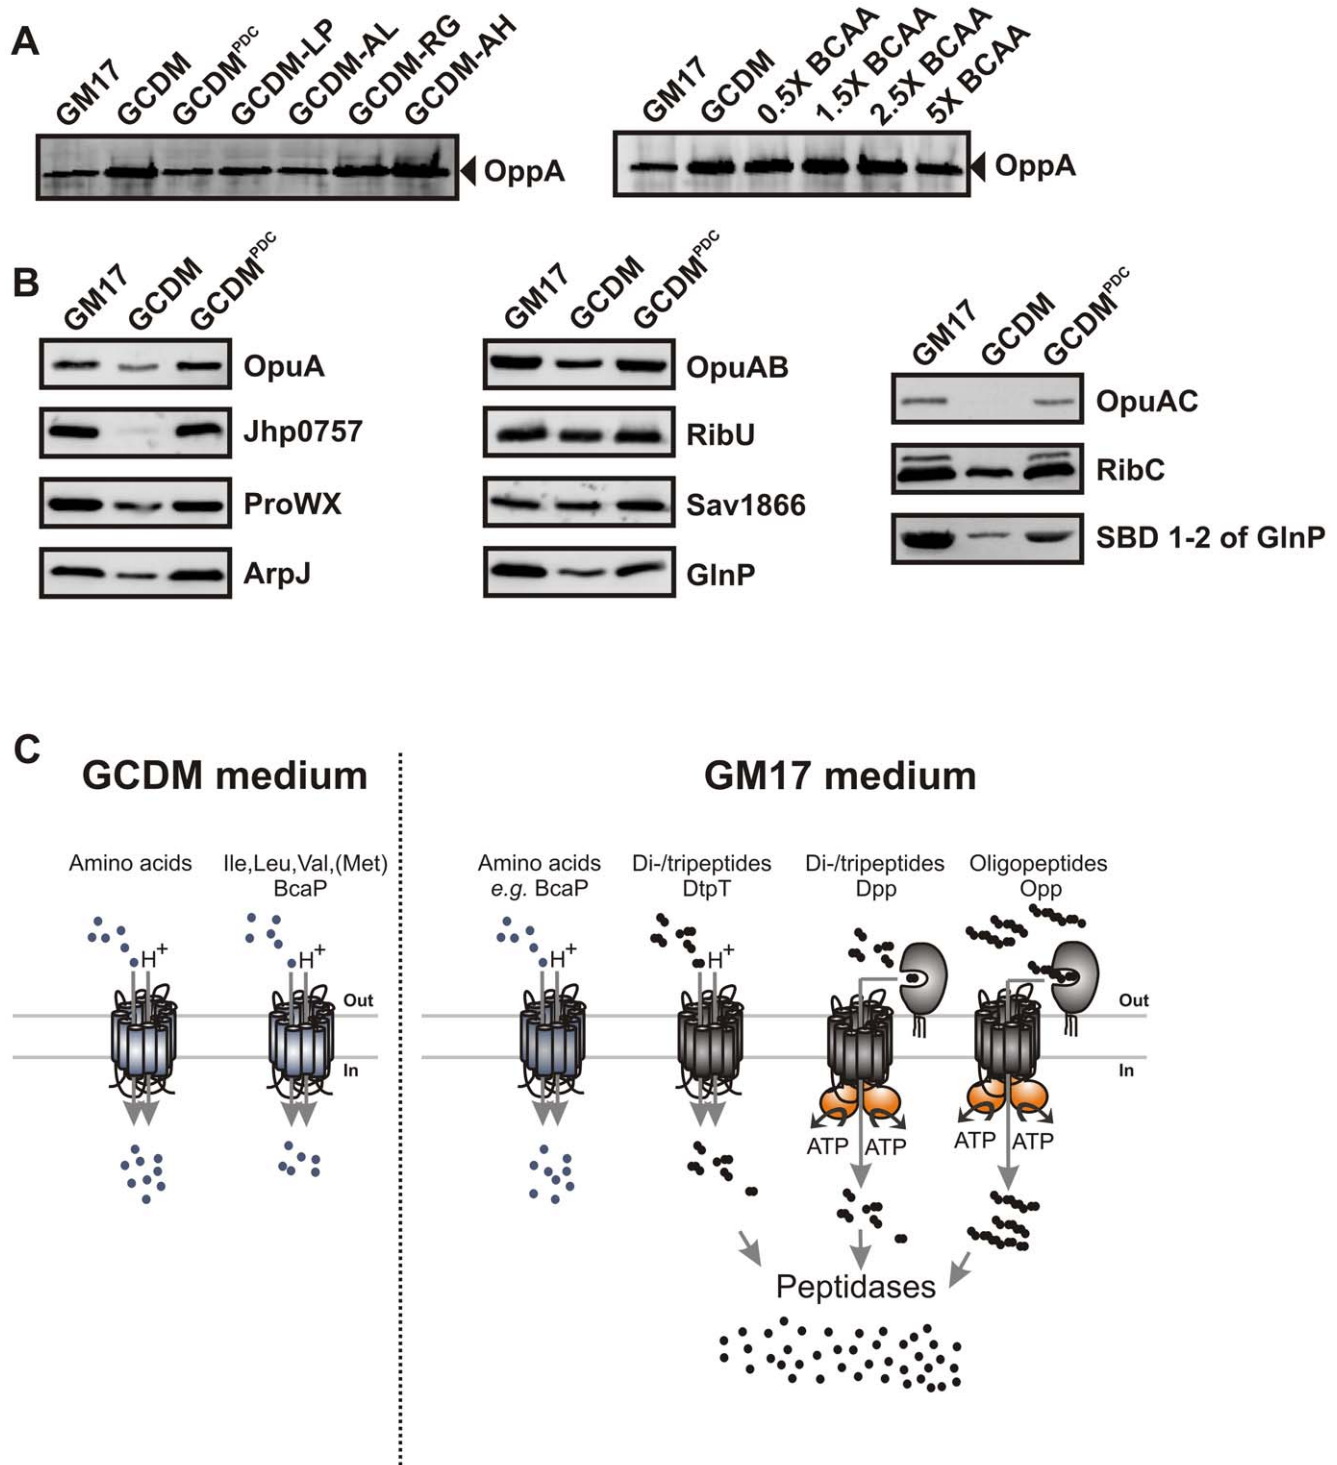 A
GM17
GCDM
GCDMPDC
GCDM-LP
GCDM-AL
GCDM-RG
GCDM-AH
OppA
GM17
GCDM
0.5X BCAA
1.5X BCAA
2.5X BCAA
5X BCAA
OppA
B
GM17
GCDM
GCDMPDC
OpuA
Jhp0757
ProWX
ArpJ
GM17
GCDM
GCDMPDC
OpuAB
RibU
Sav1866
GlnP
GM17
GCDM
GCDMPDC
OpuAC
RibC
SBD 1-2 of GlnP
C
GCDM medium
Amino acids
H+
Ile,Leu,Val,(Met)
BcaP
H+
Out
In
GM17 medium
Amino acids
e.g. BcaP
H+
Di-/tripeptides
DtpT
H+
Di-/tripeptides
Dpp
ATP ATP
Oligopeptides
Opp
ATP ATP
Out
In
Peptidases